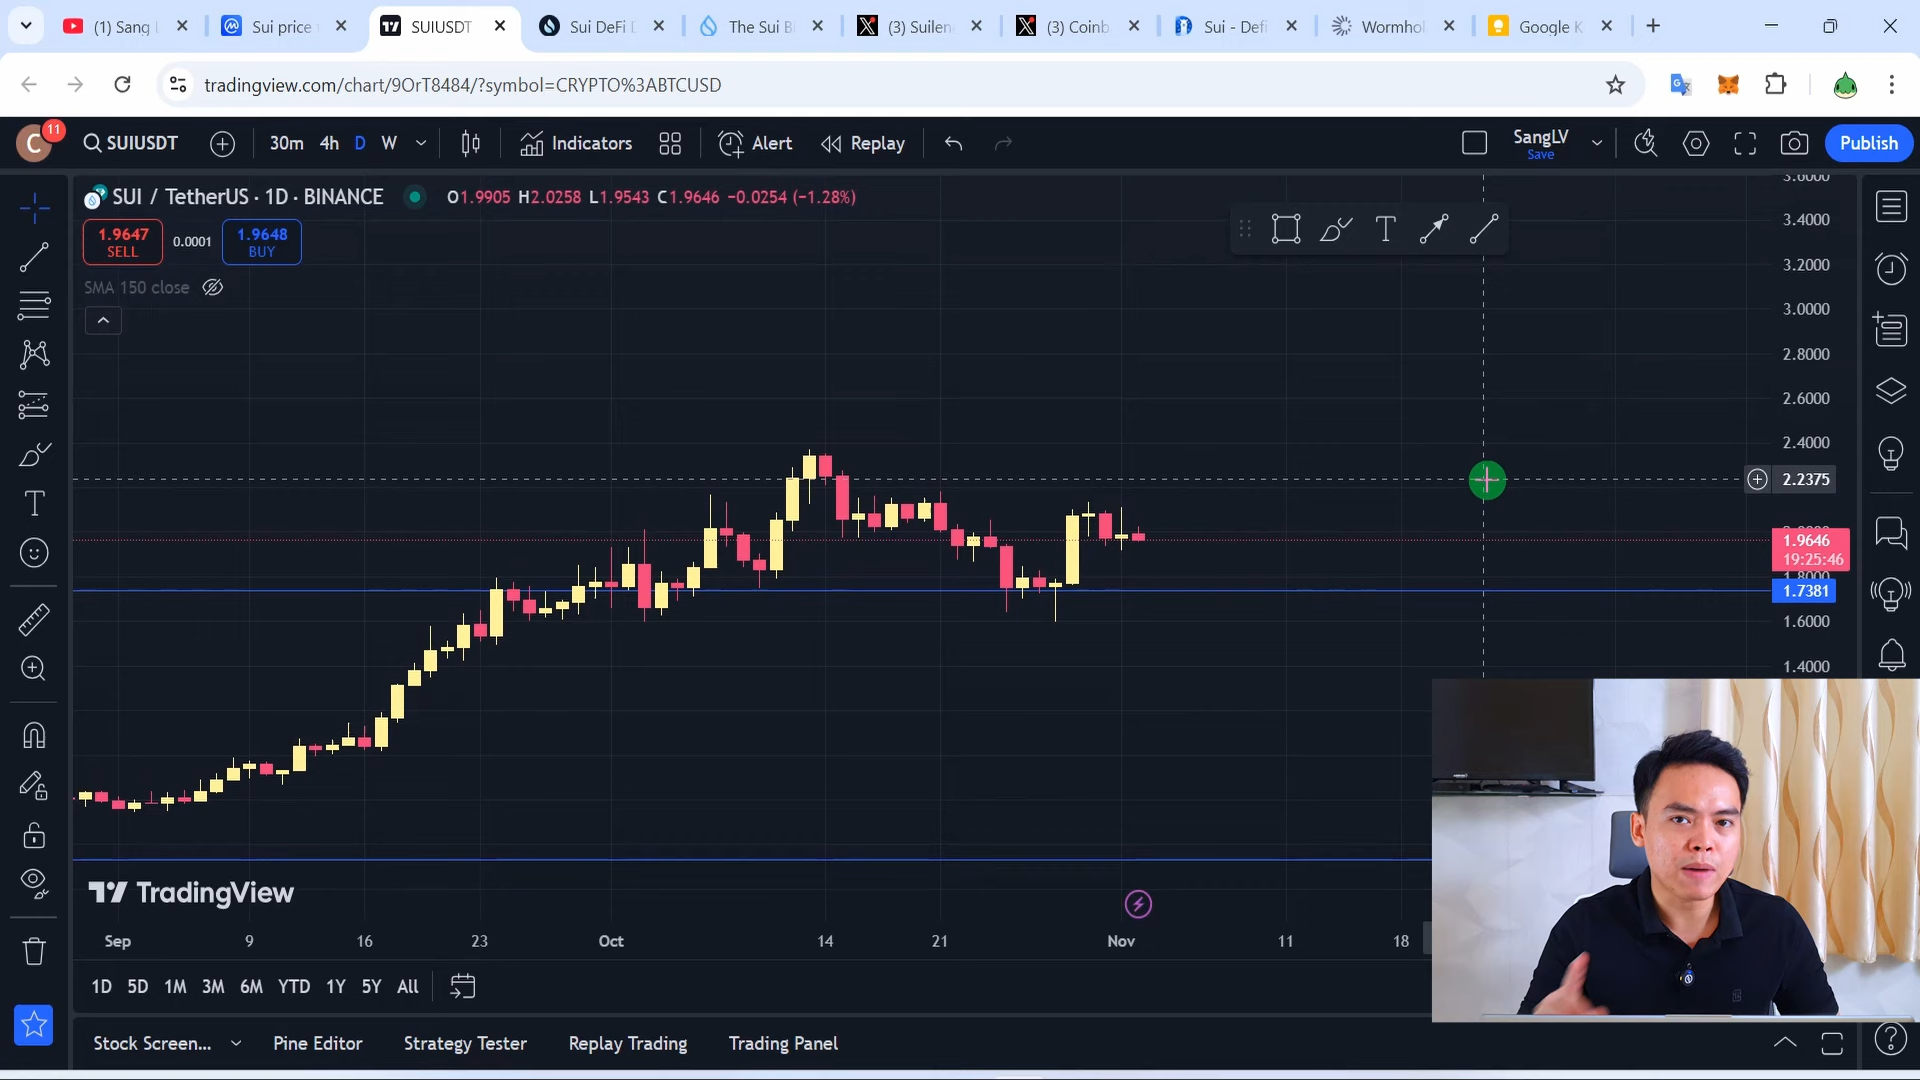 (1) Sang L
Sui price
SUIUSDT
Sui DeFi D
The Sui Bl
(3) Suilen
(3) Coinb
Sui - Defi
Wormhol
Google K
tradingview.com/chart/9OrT8484/?symbol=CRYPTO%3ABTCUSD
C
11
SUIUSDT
30m 4h D W
Indicators
Alert
Replay
SangLV
Save
Publish
SUI / TetherUS · 1D · BINANCE
O1.9905 H2.0258 L1.9543 C1.9646 −0.0254 (−1.28%)
1.9647
SELL
0.0001
1.9648
BUY
SMA 150 close
3.6000
3.4000
3.2000
3.0000
2.8000
2.6000
2.4000
2.2375
1.9646
19:25:46
1.8000
1.7381
1.6000
1.4000
TradingView
Sep 9 16 23 Oct 14 21 Nov 11 18
1D 5D 1M 3M 6M YTD 1Y 5Y All
Stock Screen... Pine Editor Strategy Tester Replay Trading Trading Panel